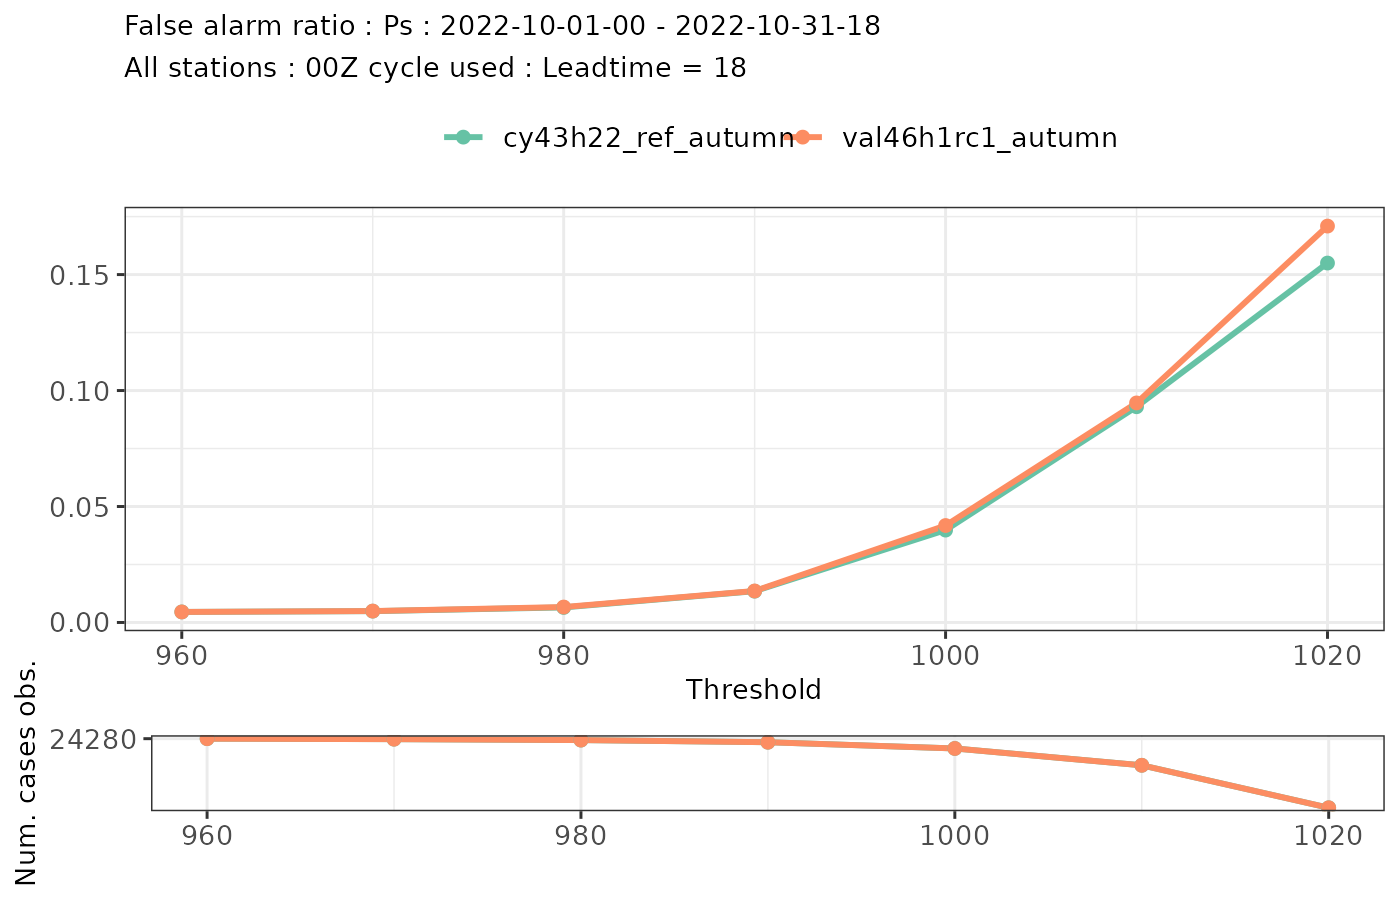 False alarm ratio : Ps : 2022-10-01-00 - 2022-10-31-18
All stations : 00Z cycle used : Leadtime = 18
cy43h22_ref_autumn val46h1rc1_autumn
0.15
0.10
0.05
0.00
960 980 1000 1020
Threshold
Num. cases obs.
24280
960 980 1000 1020